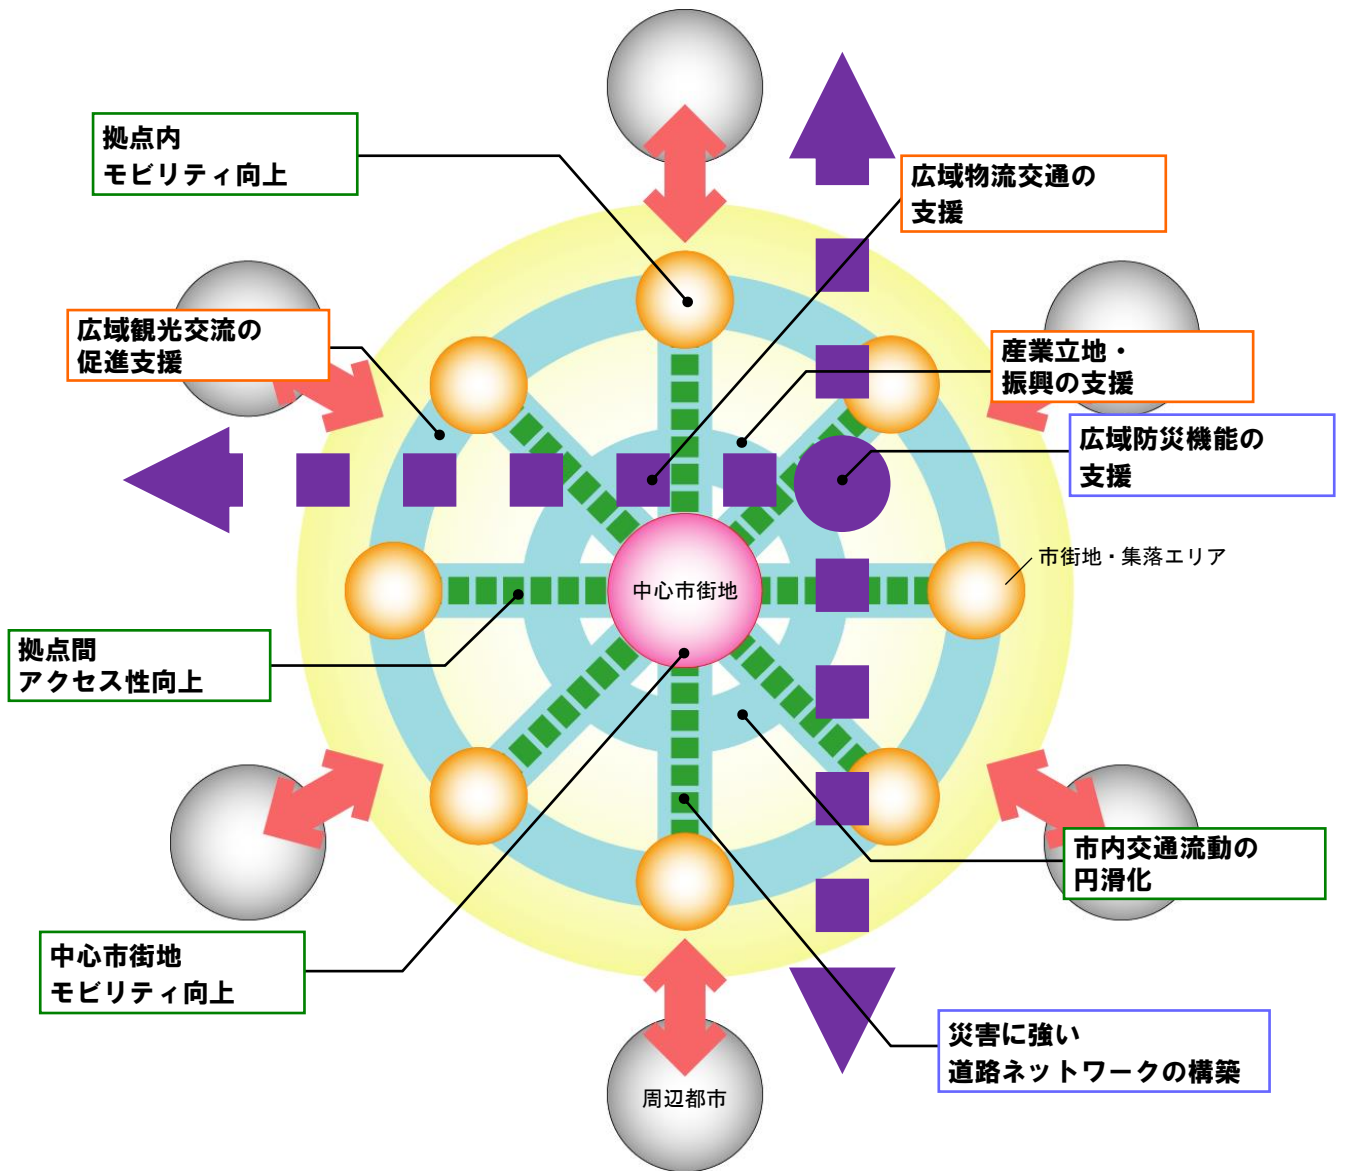 拠点内
モビリティ向上
広域物流交通の
支援
広域観光交流の
促進支援
産業立地・
振興の支援
広域防災機能の
支援
市街地・集落エリア
中心市街地
拠点間
アクセス性向上
市内交通流動の
円滑化
中心市街地
モビリティ向上
災害に強い
道路ネットワークの構築
周辺都市